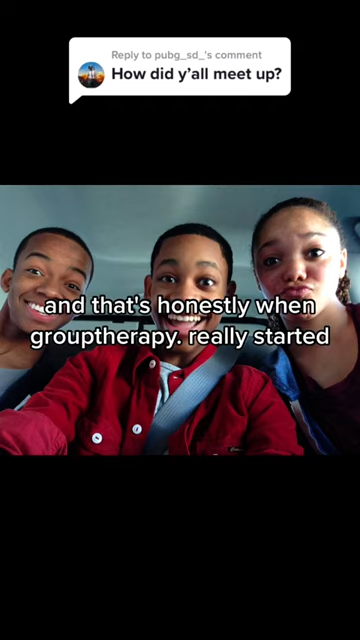 Reply to pubg_sd_'s comment
How did y’all meet up?
and that's honestly when
grouptherapy. really started